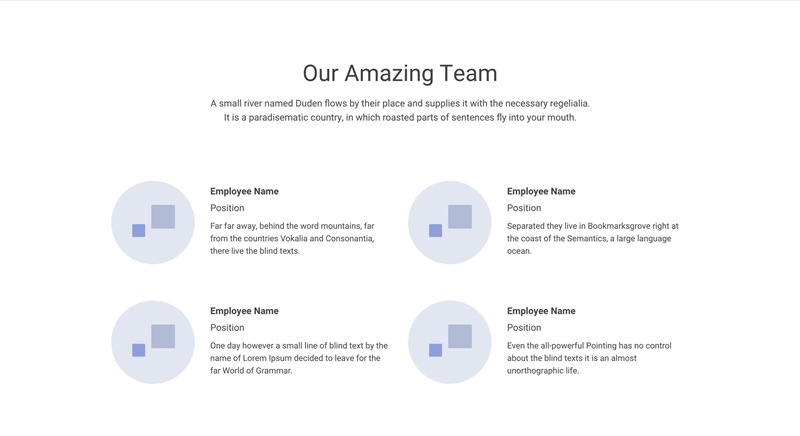 Our Amazing Team
A small river named Duden flows by their place and supplies it with the necessary regelialia.
It is a paradisematic country, in which roasted parts of sentences fly into your mouth.
Employee Name
Position
Far far away, behind the word mountains, far
from the countries Vokalia and Consonantia,
there live the blind texts.
Employee Name
Position
Separated they live in Bookmarksgrove right at
the coast of the Semantics, a large language
ocean.
Employee Name
Position
One day however a small line of blind text by the
name of Lorem Ipsum decided to leave for the
far World of Grammar.
Employee Name
Position
Even the all-powerful Pointing has no control
about the blind texts it is an almost
unorthographic life.